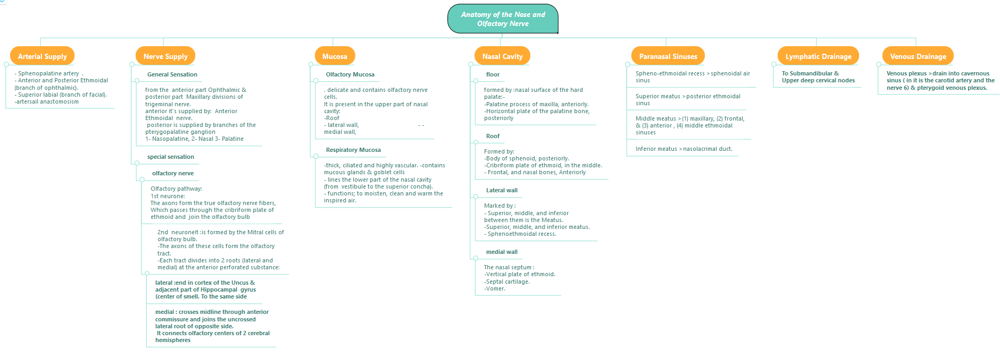 Anatomy of the Nose and
Olfactory Nerve
Arterial Supply
- Sphenopalatine artery .
- Anterior and Posterior Ethmoidal
(branch of ophthalmic).
- Superior labial (branch of facial).
-artersail anastomosism
Nerve Supply
General Sensation
from the anterior part Ophthalmic &
posterior part Maxillary divisions of
trigeminal nerve.
anterior it's supplied by: Anterior
Ethmoidal nerve.
posterior is supplied by branches of the
pterygopalatine ganglion
1- Nasopalatine, 2- Nasal 3- Palatine
special sensation
olfactory nerve
Olfactory pathway:
1st neurone:
The axons form the true olfactory nerve fibers,
Which passes through the cribriform plate of
ethmoid and join the olfactory bulb
2nd neuronelt :is formed by the Mitral cells of
olfactory bulb.
-The axons of these cells form the olfactory
tract.
-Each tract divides into 2 roots (lateral and
medial) at the anterior perforated substance:
lateral :end in cortex of the Uncus &
adjacent part of Hippocampal gyrus
(center of smell. To the same side
medial : crosses midline through anterior
commissure and joins the uncrossed
lateral root of opposite side.
It connects olfactory centers of 2 cerebral
hemispheres
Mucosa
Olfactory Mucosa
. delicate and contains olfactory nerve
cells.
It is present in the upper part of nasal
cavity:
-Roof
- lateral wall, - -
medial wall,
Respiratory Mucosa
-thick, ciliated and highly vascular. -contains
mucous glands & goblet cells
- lines the lower part of the nasal cavity
(from vestibule to the superior concha).
- functions; to moisten, clean and warm the
inspired air.
Nasal Cavity
floor
formed by :nasal surface of the hard
palate:-
-Palatine process of maxilla, anteriorly.
-Horizontal plate of the palatine bone,
posteriorly
Roof
Formed by:
-Body of sphenoid, posteriorly.
-Cribriform plate of ethmoid, in the middle.
- Frontal, and nasal bones, Anteriorly
Lateral wall
Marked by :
- Superior, middle, and inferior
between them is the Meatus.
-Superior, middle, and inferior meatus.
- Sphenoethmoidal recess.
medial wall
The nasal septum :
-Vertical plate of ethmoid.
-Septal cartilage.
-Vomer.
Paranasal Sinuses
Spheno-ethmoidal recess >sphenoidal air
sinus
Superior meatus >posterior ethmoidal
sinus
Middle meatus >(1) maxillary, (2) frontal,
& (3) anterior , (4) middle ethmoidal
sinuses
Inferior meatus >nasolacrimal duct.
Lymphatic Drainage
To Submandibular &
Upper deep cervical nodes
Venous Drainage
Venous plexus >drain into cavernous
sinus ( in it is the carotid artery and the
nerve 6) & pterygoid venous plexus.